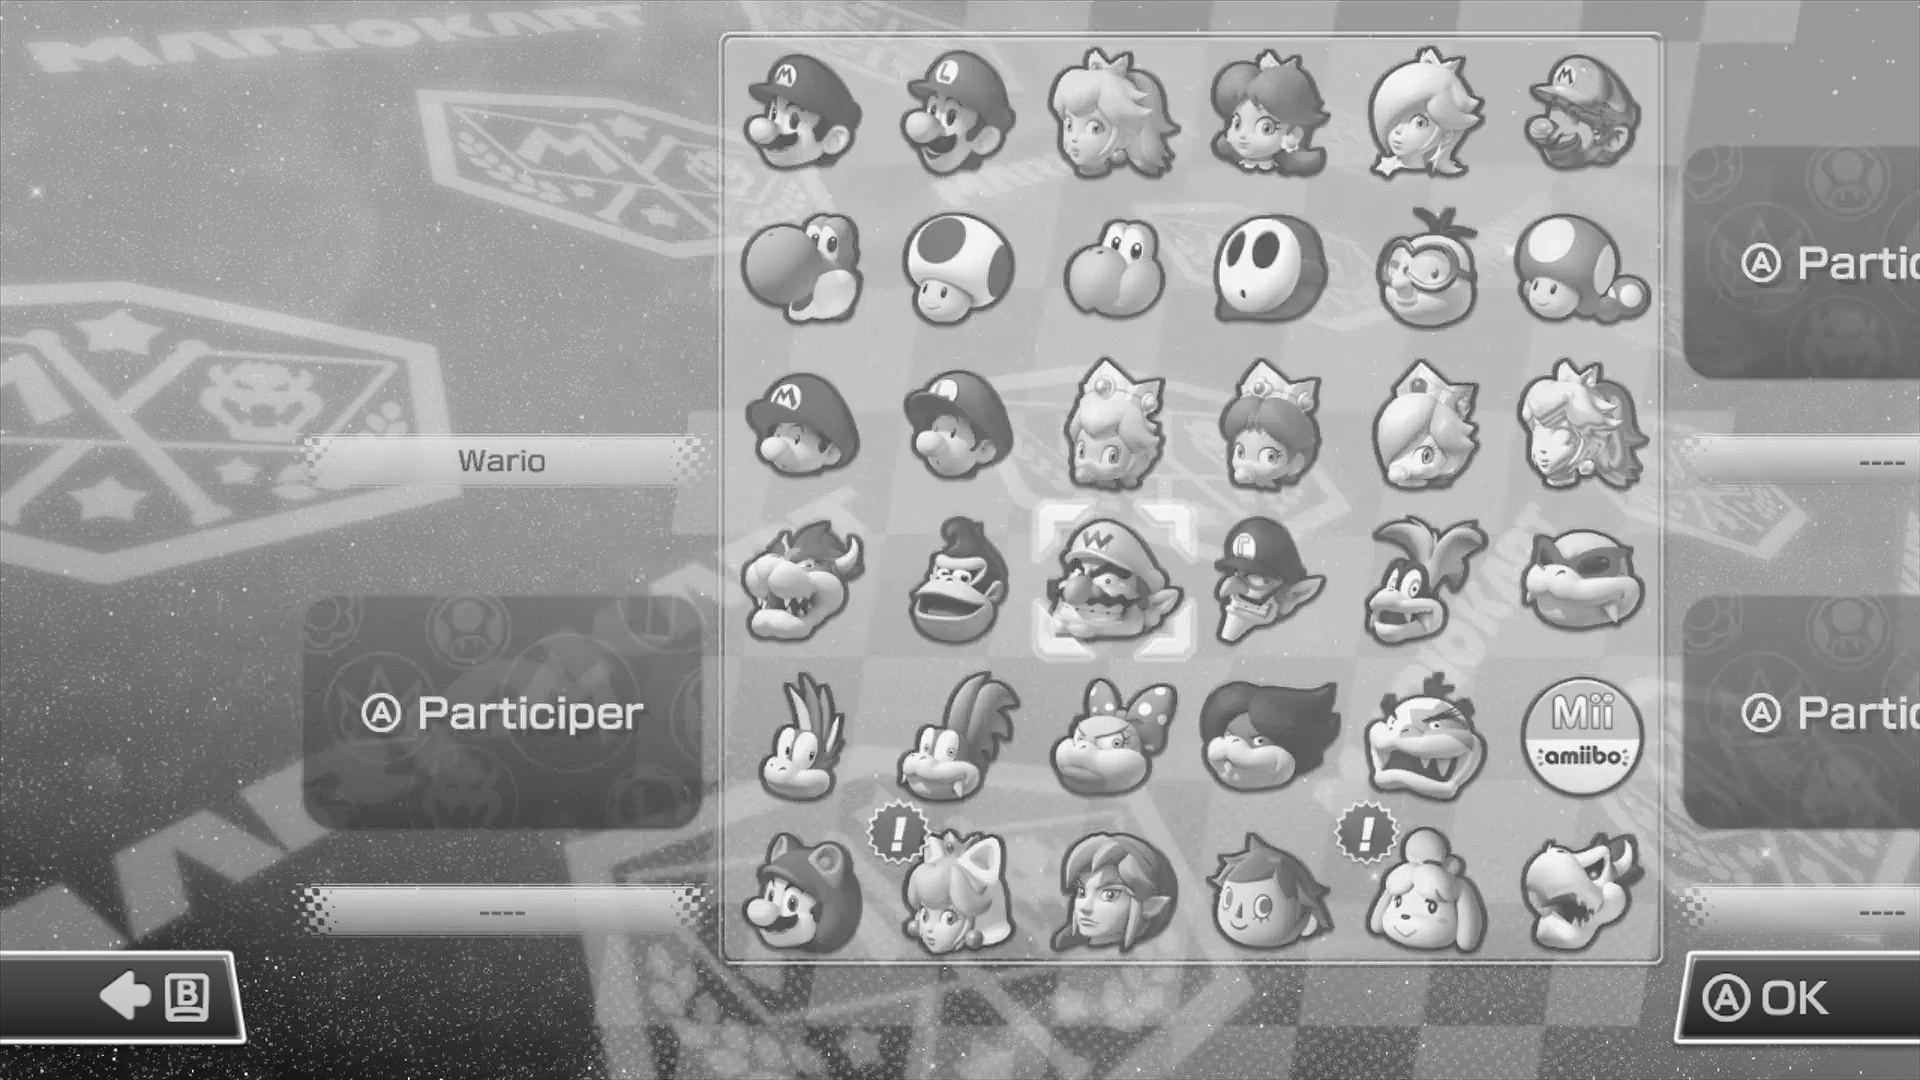 MARIOKART
M
L
M
Ⓐ Partic
M
Wario
----
W
Ⓐ Participer
Ⓐ Partic
Mii
amiibo
!
!
----
----
B
Ⓐ OK